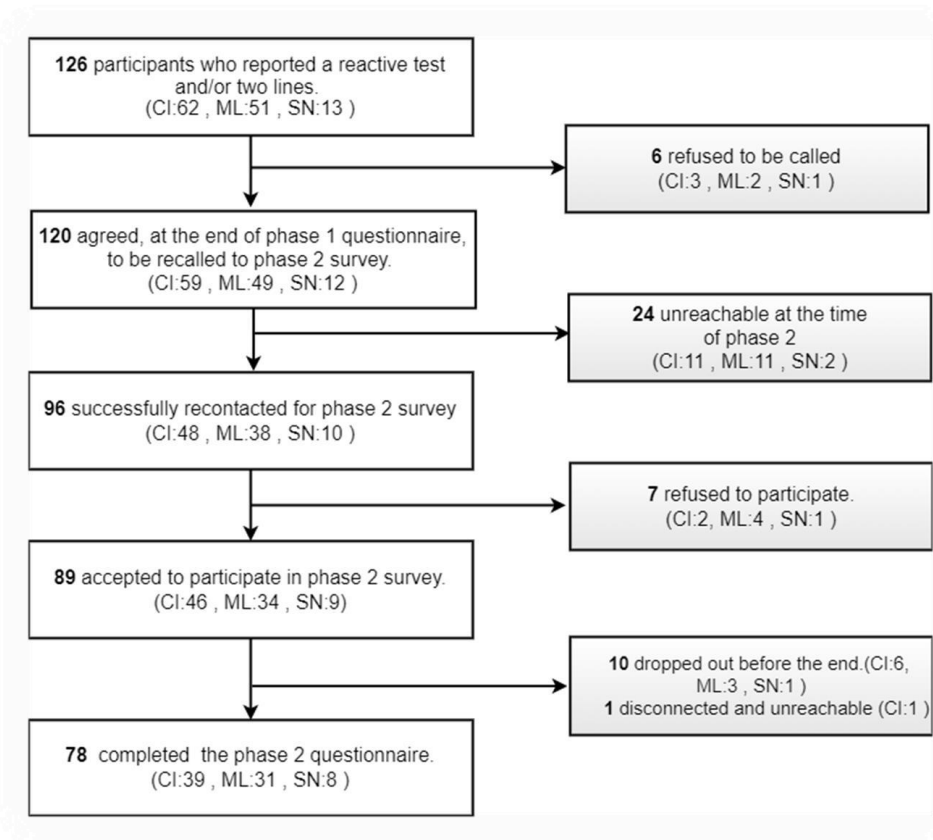 126 participants who reported a reactive test
and/or two lines.
(CI:62 , ML:51 , SN:13 )
6 refused to be called
(CI:3 , ML:2 , SN:1 )
120 agreed, at the end of phase 1 questionnaire,
to be recalled to phase 2 survey.
(CI:59 , ML:49 , SN:12 )
24 unreachable at the time
of phase 2
(CI:11 , ML:11 , SN:2 )
96 successfully recontacted for phase 2 survey
(CI:48 , ML:38 , SN:10 )
7 refused to participate.
(CI:2, ML:4 , SN:1 )
89 accepted to participate in phase 2 survey.
(CI:46 , ML:34 , SN:9)
10 dropped out before the end.(CI:6,
ML:3 , SN:1 )
1 disconnected and unreachable (CI:1 )
78 completed the phase 2 questionnaire.
(CI:39 , ML:31 , SN:8 )